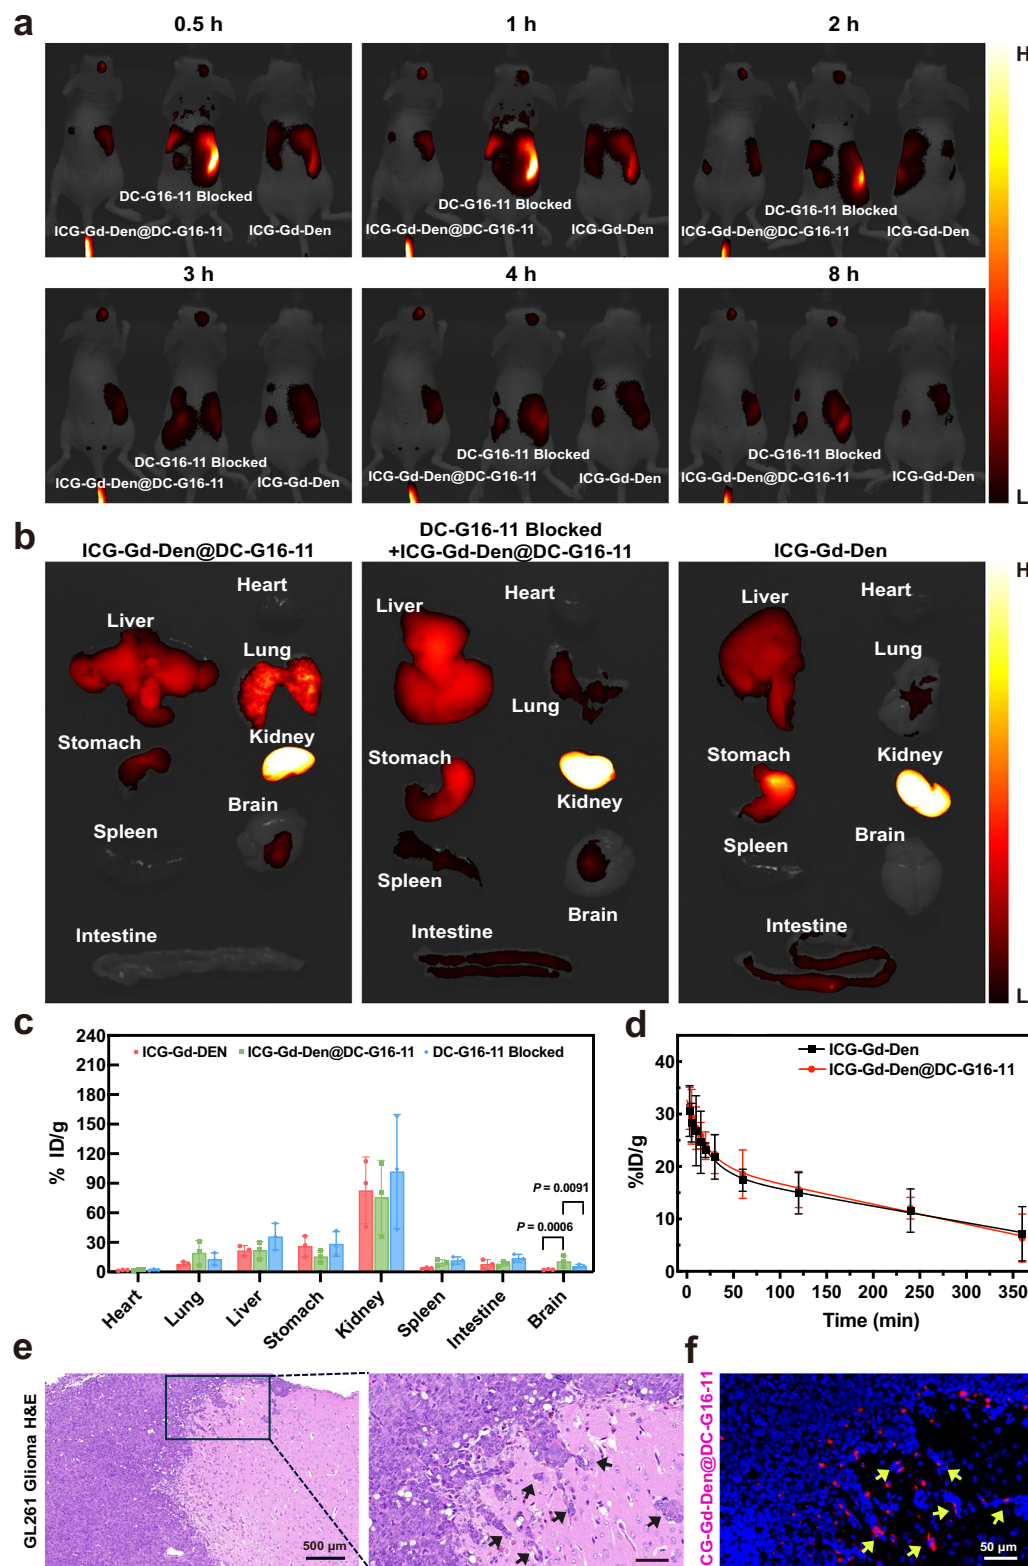 a
0.5 h 1 h 2 h
H
DC-G16-11 Blocked
ICG-Gd-Den@DC-G16-11 ICG-Gd-Den
DC-G16-11 Blocked
ICG-Gd-Den@DC-G16-11 ICG-Gd-Den
DC-G16-11 Blocked
ICG-Gd-Den@DC-G16-11 ICG-Gd-Den
3 h 4 h 8 h
DC-G16-11 Blocked
ICG-Gd-Den@DC-G16-11 ICG-Gd-Den
DC-G16-11 Blocked
ICG-Gd-Den@DC-G16-11 ICG-Gd-Den
DC-G16-11 Blocked
ICG-Gd-Den@DC-G16-11 ICG-Gd-Den
L
b
ICG-Gd-Den@DC-G16-11
Heart
Liver
Lung
Stomach
Kidney
Brain
Spleen
Intestine
DC-G16-11 Blocked
+ICG-Gd-Den@DC-G16-11
Heart
Liver
Lung
Stomach
Kidney
Spleen
Brain
Intestine
ICG-Gd-Den
Heart
Liver
Lung
Stomach
Kidney
Brain
Spleen
Intestine
H
L
c
% ID/g
240
210
180
150
120
90
60
30
0
ICG-Gd-DEN ICG-Gd-Den@DC-G16-11 DC-G16-11 Blocked
P = 0.0091
P = 0.0006
Heart Lung Liver Stomach Kidney Spleen Intestine Brain
d
%ID/g
40
30
20
10
0
ICG-Gd-Den
ICG-Gd-Den@DC-G16-11
0 50 100 150 200 250 300 350
Time (min)
e
GL261 Glioma H&E
500 μm
f
CG-Gd-Den@DC-G16-11
50 μm